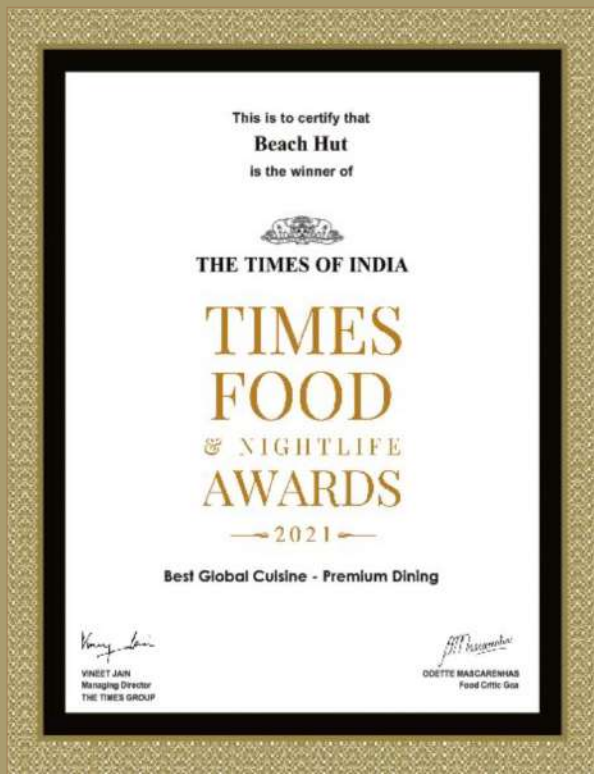 This is to certify that
Beach Hut
is the winner of
THE TIMES OF INDIA
TIMES
FOOD
& NIGHTLIFE
AWARDS
2021
Best Global Cuisine - Premium Dining
VINEET JAIN
Managing Director
THE TIMES GROUP
ODETTE MASCARENHAS
Food Critic Goa